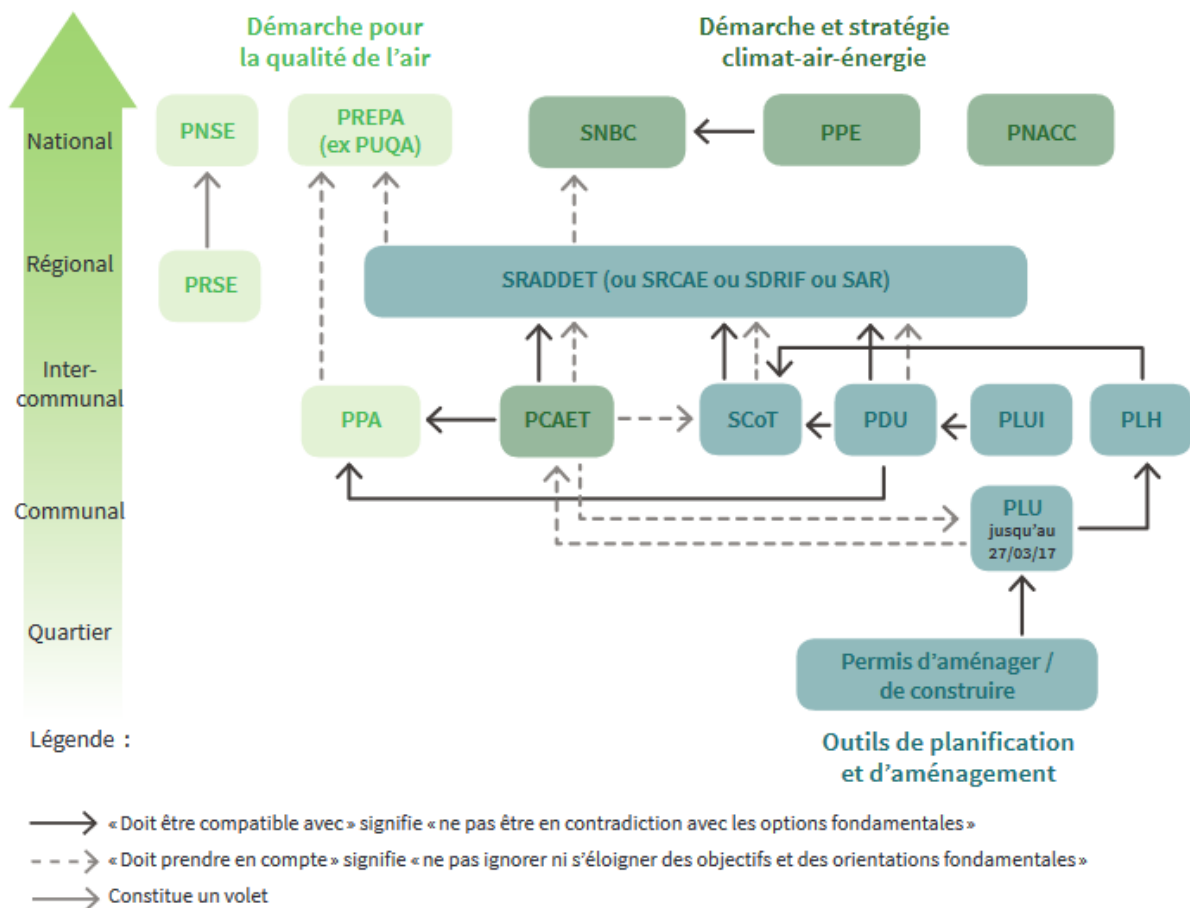 Démarche pour
la qualité de l’air
Démarche et stratégie
climat-air-énergie
National
PNSE
PREPA
(ex PUQA)
SNBC
PPE
PNACC
Régional
PRSE
SRADDET (ou SRCAE ou SDRIF ou SAR)
Inter-
communal
PPA
PCAET
SCoT
PDU
PLUI
PLH
Communal
PLU
jusqu’au
27/03/17
Quartier
Permis d’aménager /
de construire
Légende :
Outils de planification
et d’aménagement
« Doit être compatible avec » signifie « ne pas être en contradiction avec les options fondamentales »
« Doit prendre en compte » signifie « ne pas ignorer ni s’éloigner des objectifs et des orientations fondamentales »
Constitue un volet